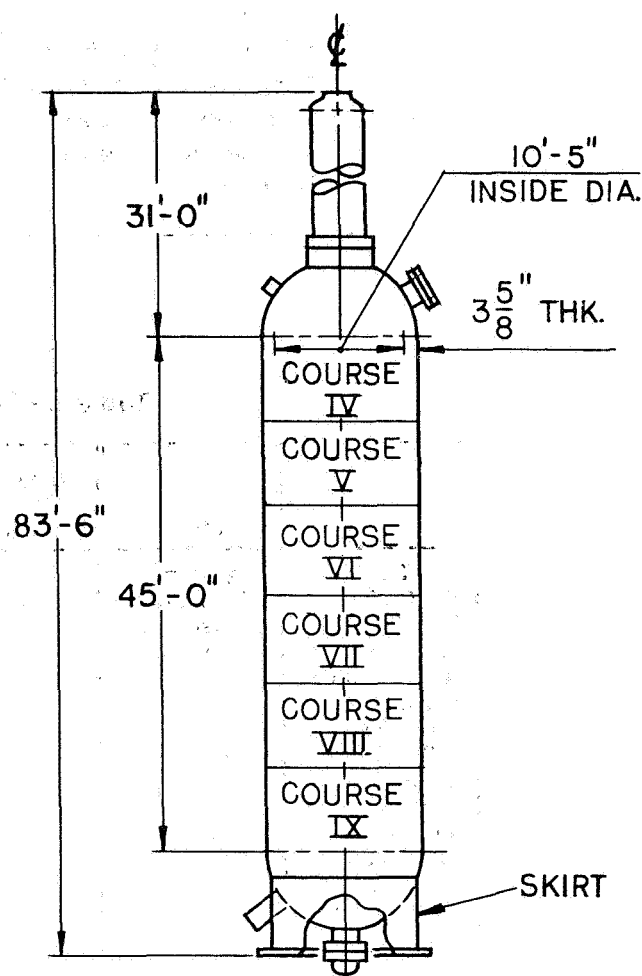 ℄
10'-5"
INSIDE DIA.
31'-0"
3 5/8" THK.
COURSE
IV
COURSE
V
83'-6"
COURSE
VI
45'-0"
COURSE
VII
COURSE
VIII
COURSE
IX
SKIRT